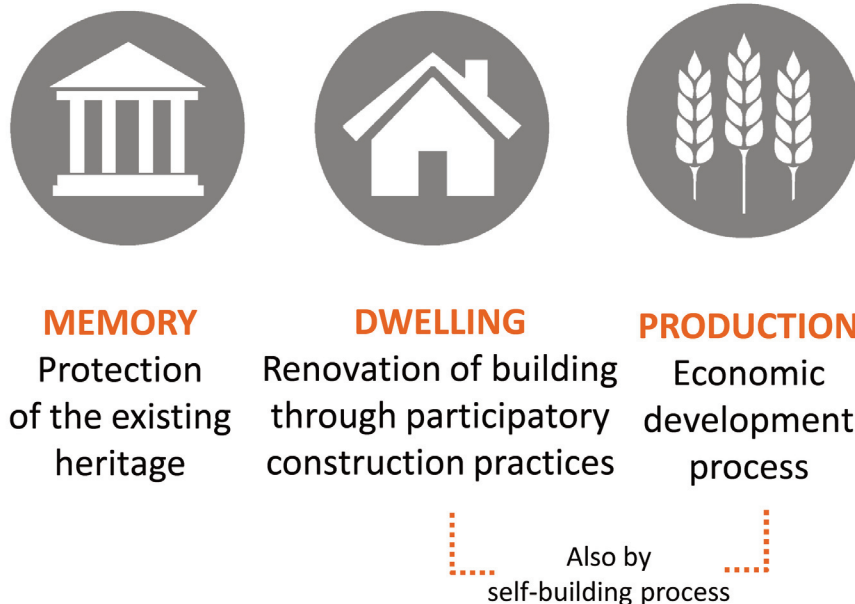 MEMORY
Protection
of the existing
heritage
DWELLING
Renovation of building
through participatory
construction practices
PRODUCTION
Economic
development
process
Also by
self-building process